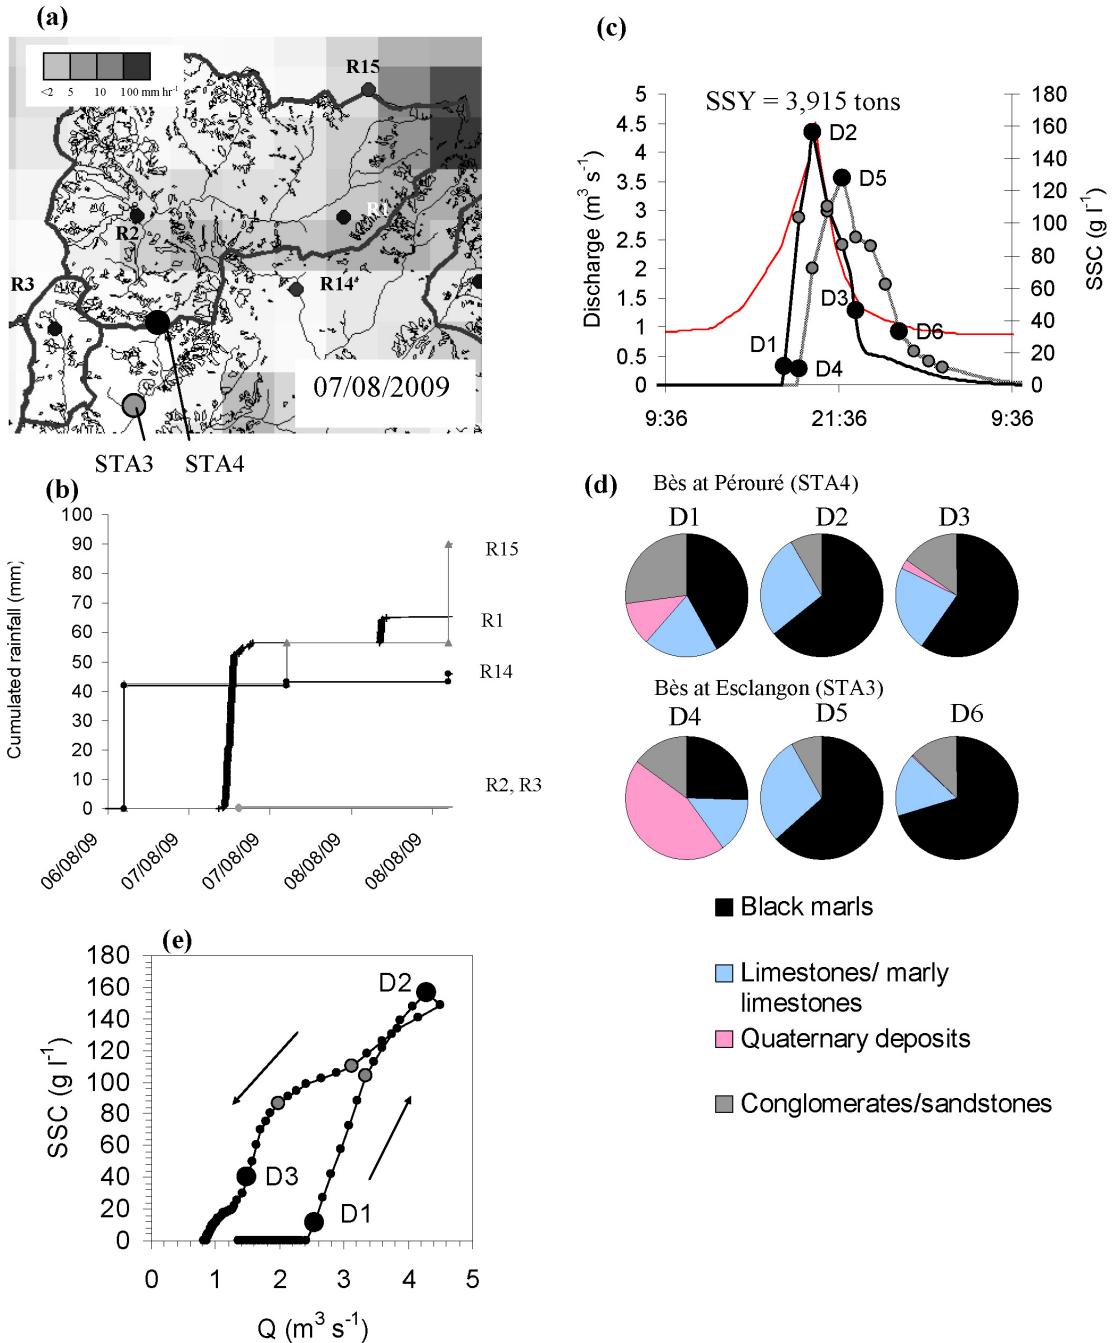 (a)
<2 5 10 100 mm hr-1
R15
R1
R2
R3
R14
07/08/2009
STA3 STA4
(b)
Cumulated rainfall (mm)
100
90
80
70
60
50
40
30
20
10
0
06/08/09
07/08/09
07/08/09
08/08/09
08/08/09
R15
R1
R14
R2, R3
(c)
SSY = 3,915 tons
Discharge (m3 s-1)
5
4.5
4
3.5
3
2.5
2
1.5
1
0.5
0
SSC (g l-1)
180
160
140
120
100
80
60
40
20
0
D2
D5
D3
D1
D6
D4
9:36 21:36 9:36
(d)
Bès at Pérouré (STA4)
D1 D2 D3
Bès at Esclangon (STA3)
D4 D5 D6
Black marls
Limestones/ marly
limestones
Quaternary deposits
Conglomerates/sandstones
(e)
SSC (g l-1)
180
160
140
120
100
80
60
40
20
0
D2
D3
D1
0 1 2 3 4 5
Q (m3 s-1)